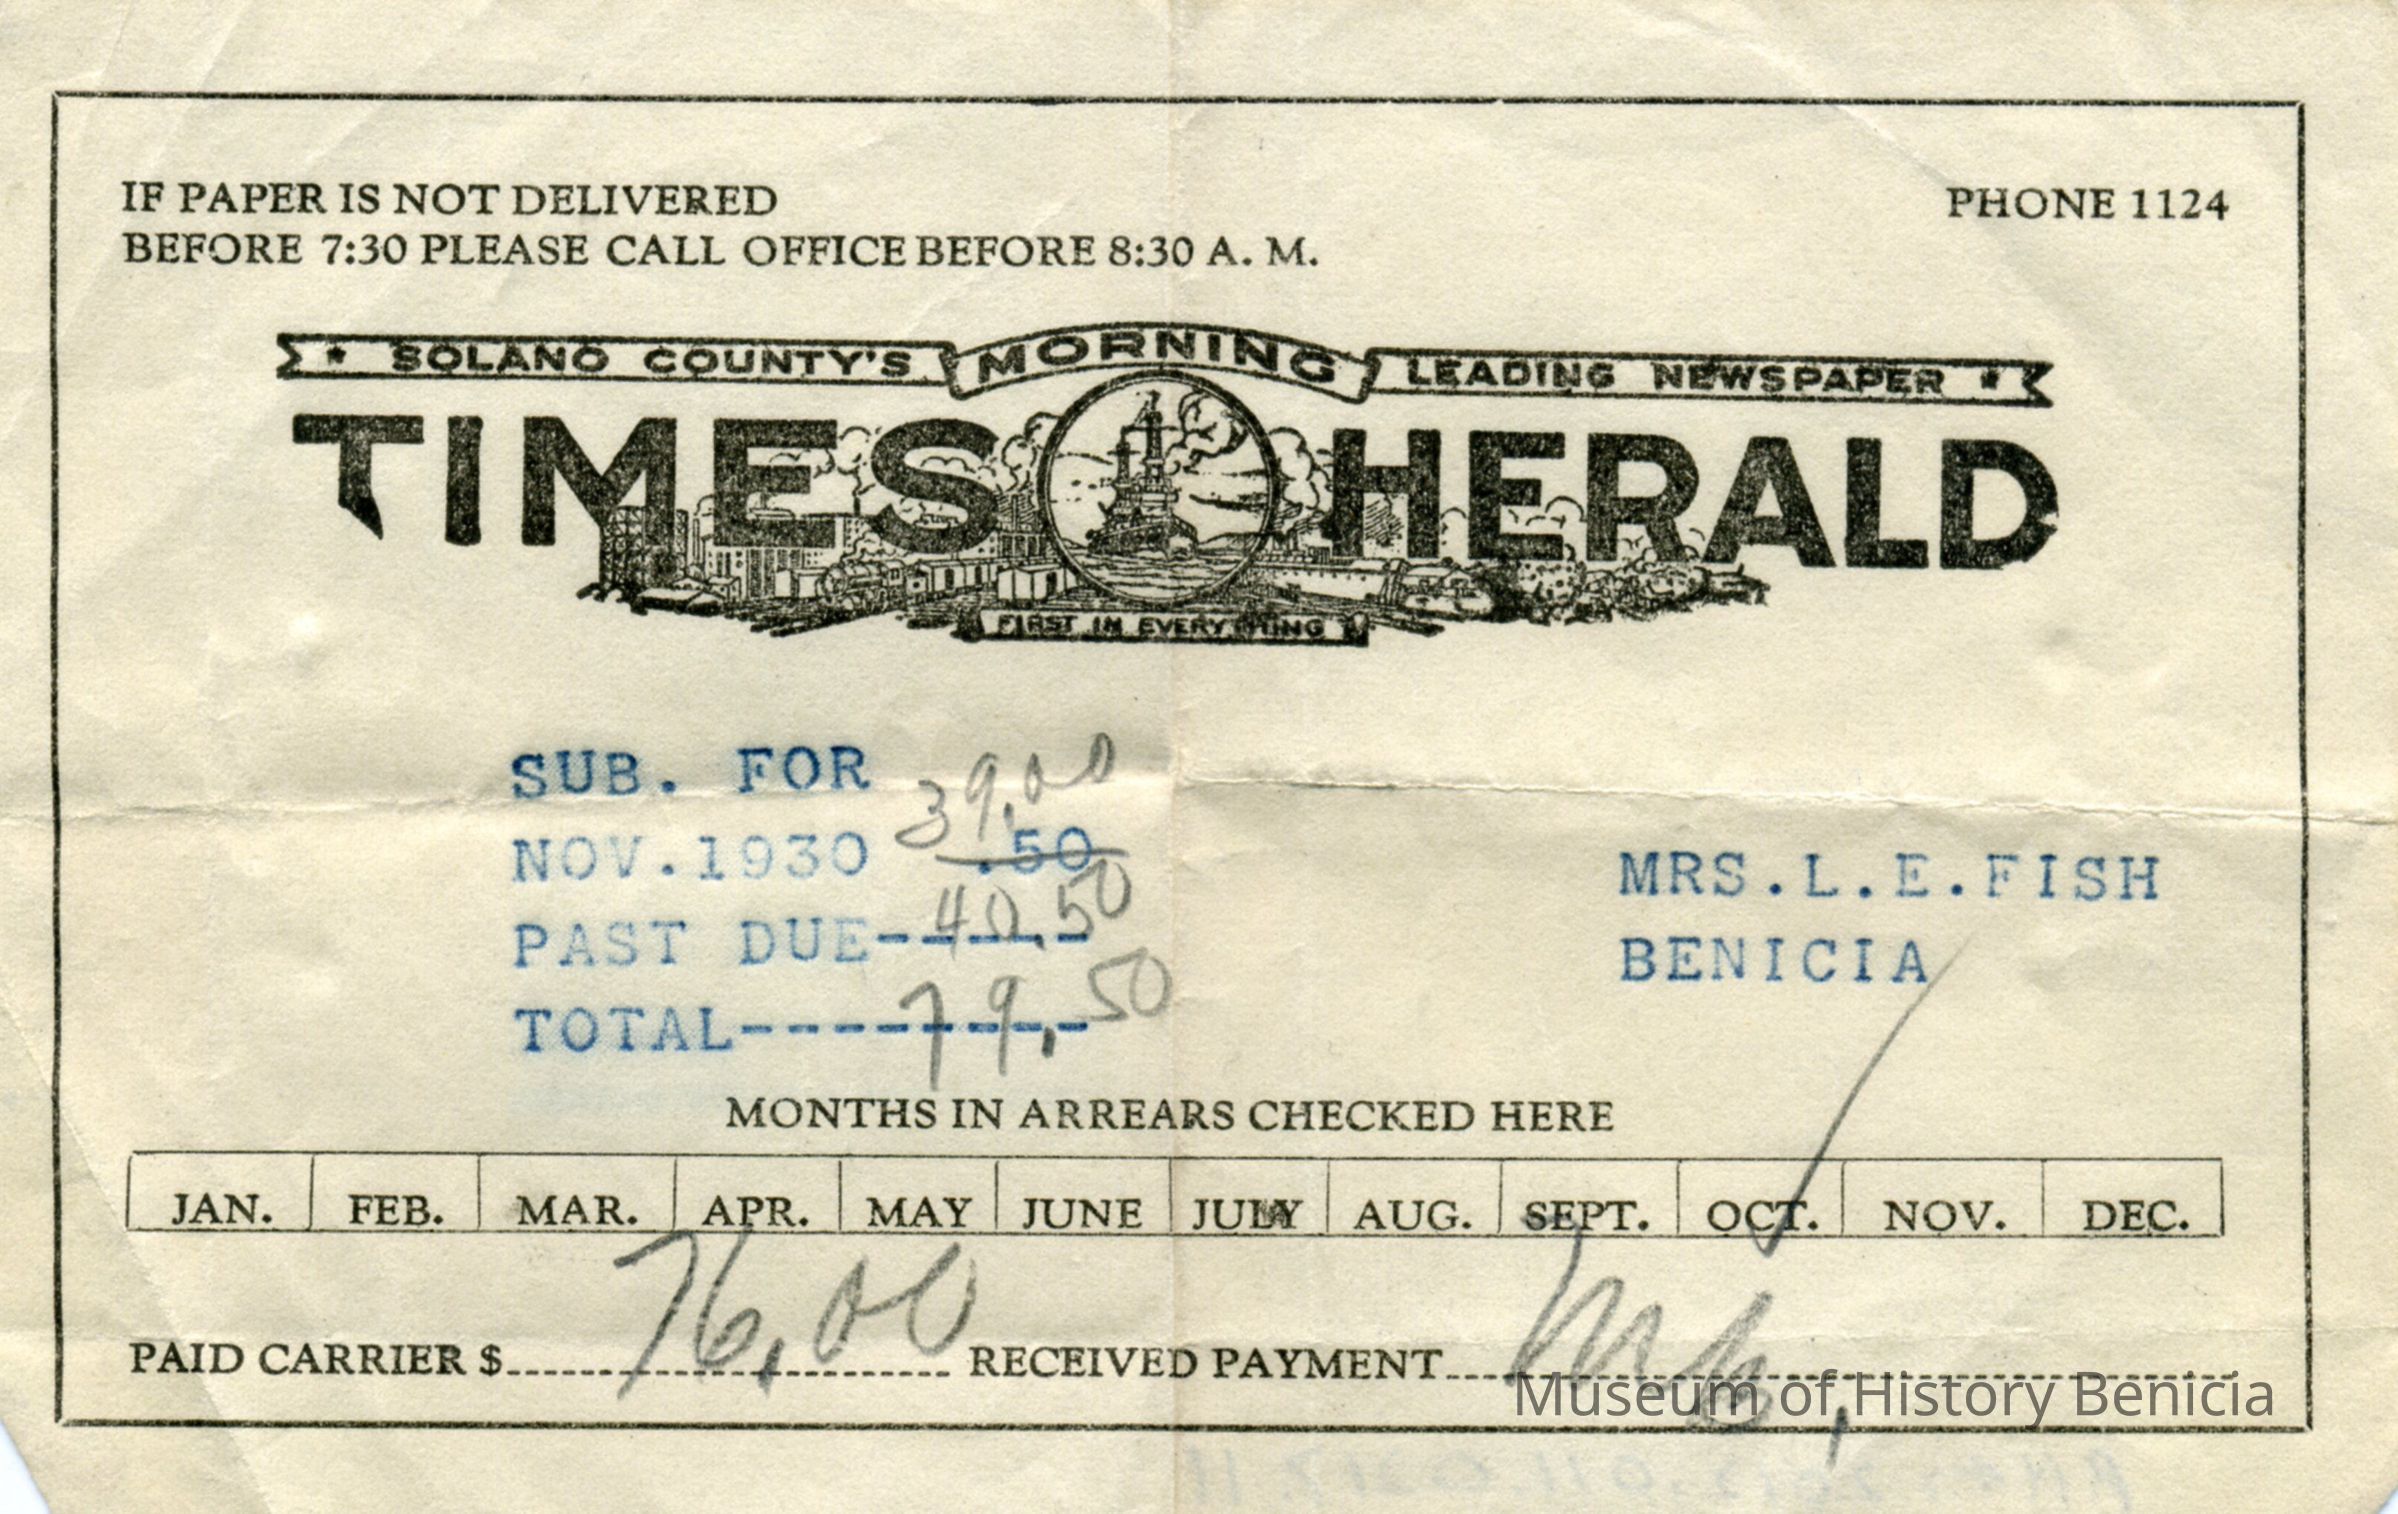 IF PAPER IS NOT DELIVERED
BEFORE 7:30 PLEASE CALL OFFICE BEFORE 8:30 A. M.
PHONE 1124
SOLANO COUNTY'S MORNING LEADING NEWSPAPER
TIMES HERALD
FIRST IN EVERYTHING
SUB. FOR
39.00
NOV.1930 .50
PAST DUE----- 40.50
TOTAL-------- 79.50
MRS.L.E.FISH
BENICIA
MONTHS IN ARREARS CHECKED HERE
JAN. FEB. MAR. APR. MAY JUNE JULY AUG. SEPT. OCT. NOV. DEC.
PAID CARRIER $ 76.00 RECEIVED PAYMENT
Museum of History Benicia